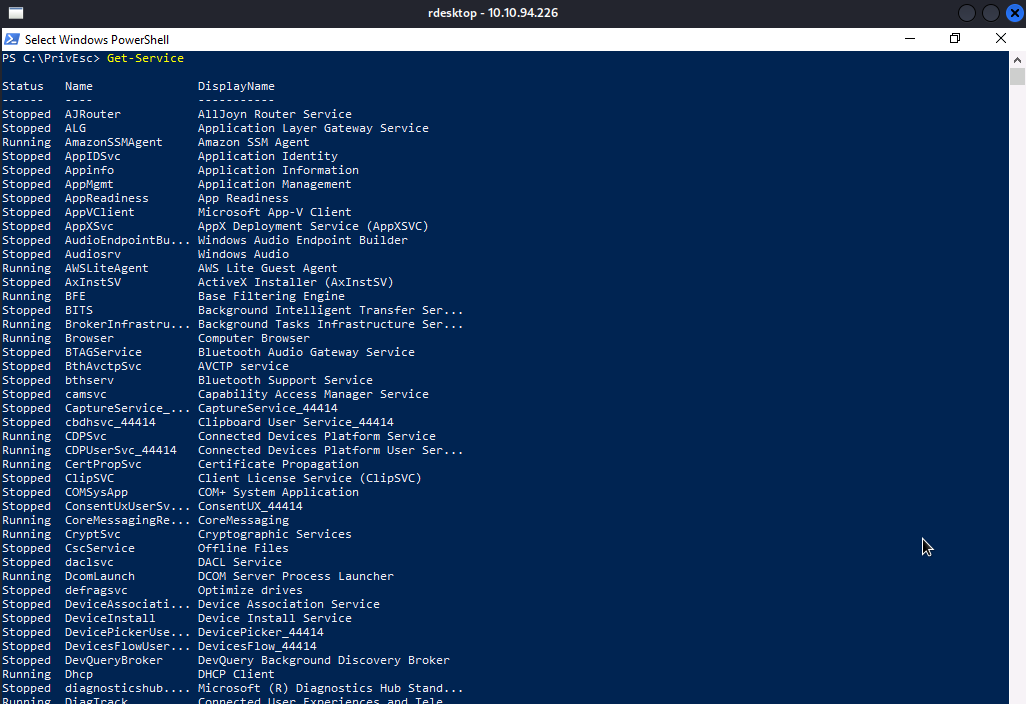 rdesktop - 10.10.94.226
Select Windows PowerShell
PS C:\PrivEsc> Get-Service
Status Name DisplayName
------ ---- -----------
Stopped AJRouter AllJoyn Router Service
Stopped ALG Application Layer Gateway Service
Running AmazonSSMAgent Amazon SSM Agent
Stopped AppIDSvc Application Identity
Stopped Appinfo Application Information
Stopped AppMgmt Application Management
Stopped AppReadiness App Readiness
Stopped AppVClient Microsoft App-V Client
Stopped AppXSvc AppX Deployment Service (AppXSVC)
Stopped AudioEndpointBu... Windows Audio Endpoint Builder
Stopped Audiosrv Windows Audio
Running AWSLiteAgent AWS Lite Guest Agent
Stopped AxInstSV ActiveX Installer (AxInstSV)
Running BFE Base Filtering Engine
Stopped BITS Background Intelligent Transfer Ser...
Running BrokerInfrastru... Background Tasks Infrastructure Ser...
Running Browser Computer Browser
Stopped BTAGService Bluetooth Audio Gateway Service
Stopped BthAvctpSvc AVCTP service
Stopped bthserv Bluetooth Support Service
Stopped camsvc Capability Access Manager Service
Stopped CaptureService_... CaptureService_44414
Stopped cbdhsvc_44414 Clipboard User Service_44414
Running CDPSvc Connected Devices Platform Service
Running CDPUserSvc_44414 Connected Devices Platform User Ser...
Running CertPropSvc Certificate Propagation
Stopped ClipSVC Client License Service (ClipSVC)
Stopped COMSysApp COM+ System Application
Stopped ConsentUxUserSv... ConsentUX_44414
Running CoreMessagingRe... CoreMessaging
Running CryptSvc Cryptographic Services
Stopped CscService Offline Files
Stopped daclsvc DACL Service
Running DcomLaunch DCOM Server Process Launcher
Stopped defragsvc Optimize drives
Stopped DeviceAssociati... Device Association Service
Stopped DeviceInstall Device Install Service
Stopped DevicePickerUse... DevicePicker_44414
Stopped DevicesFlowUser... DevicesFlow_44414
Stopped DevQueryBroker DevQuery Background Discovery Broker
Running Dhcp DHCP Client
Stopped diagnosticshub.... Microsoft (R) Diagnostics Hub Stand...
Running DiagTrack Connected User Experiences and Tele...